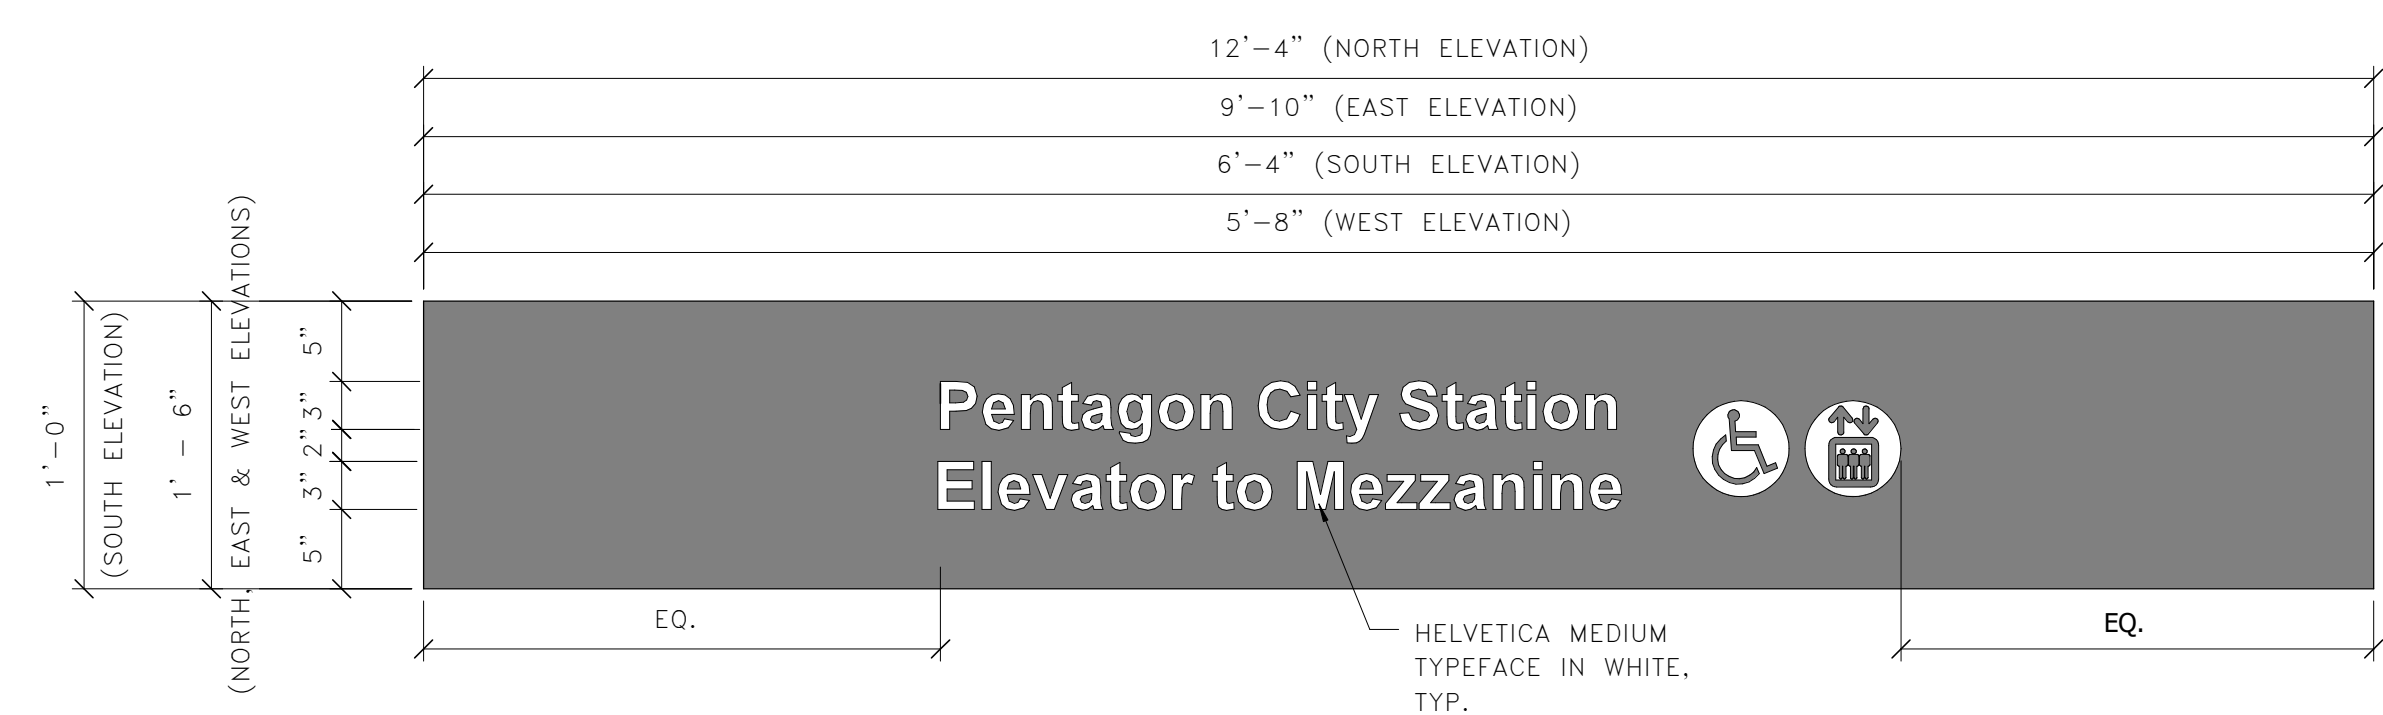 12'-4" (NORTH ELEVATION)
9'-10" (EAST ELEVATION)
6'-4" (SOUTH ELEVATION)
5'-8" (WEST ELEVATION)
1'-0"
(SOUTH ELEVATION)
1' - 6"
(NORTH, EAST & WEST ELEVATIONS)
5"
3"
2"
3"
5"
Pentagon City Station
Elevator to Mezzanine
EQ.
HELVETICA MEDIUM
TYPEFACE IN WHITE,
TYP.
EQ.